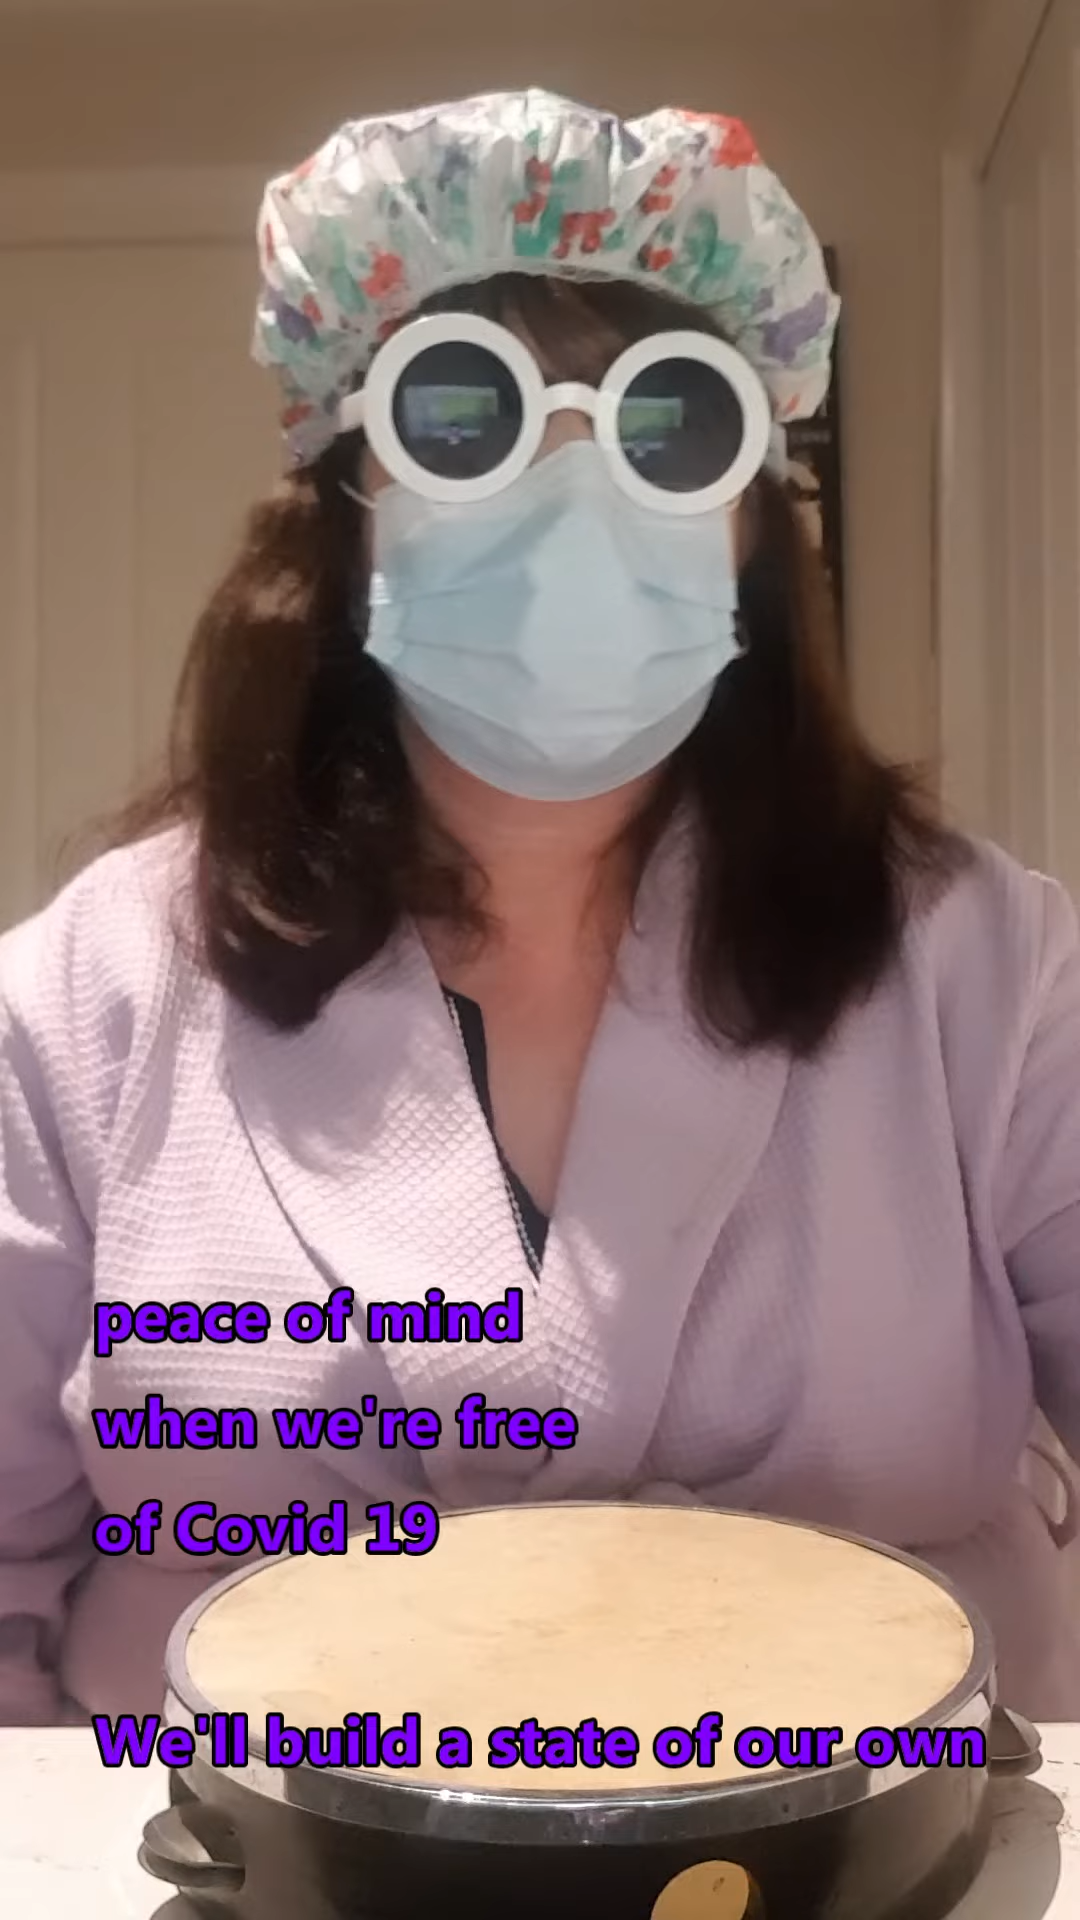 peace of mind
when we're free
of Covid 19
We'll build a state of our own